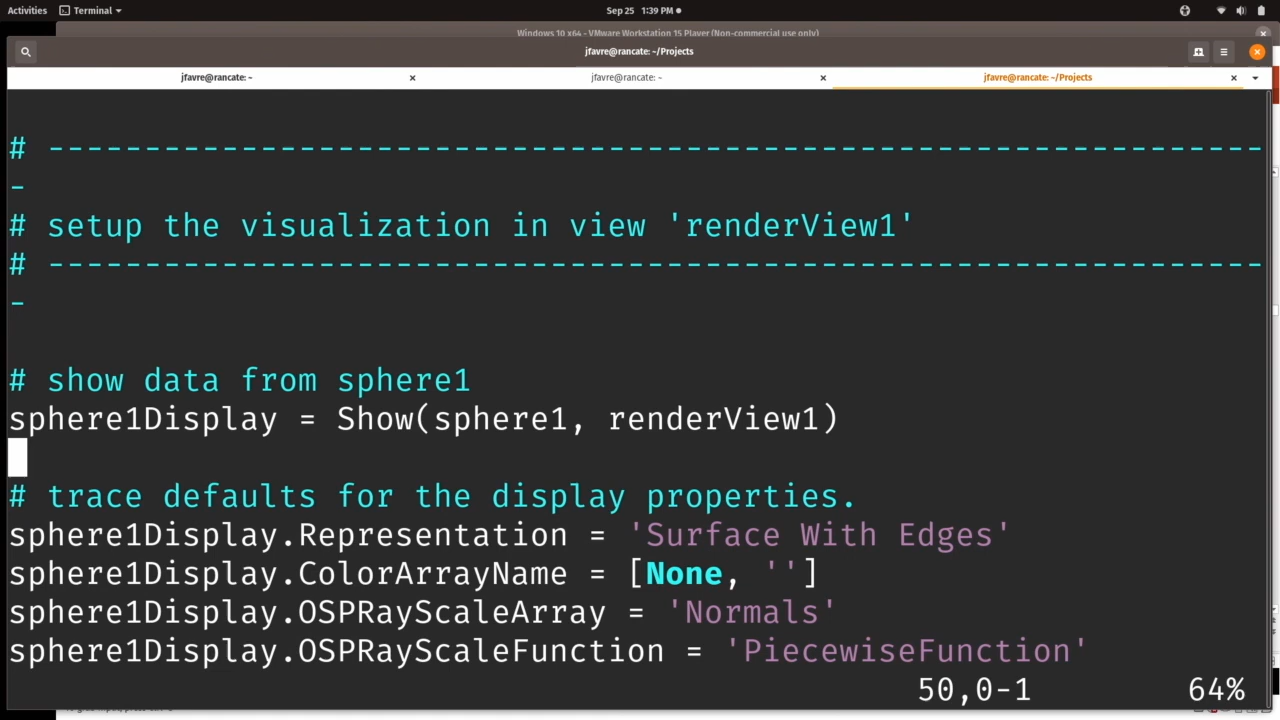 Activities Terminal Sep 25 1:39 PM
Windows 10 x64 - VMware Workstation 15 Player (Non-commercial use only)
jfavre@rancate: ~/Projects
jfavre@rancate: ~ jfavre@rancate: ~ jfavre@rancate: ~/Projects
# ---------------------------------------------------------------
-
# setup the visualization in view 'renderView1'
# ---------------------------------------------------------------
-
# show data from sphere1
sphere1Display = Show(sphere1, renderView1)
# trace defaults for the display properties.
sphere1Display.Representation = 'Surface With Edges'
sphere1Display.ColorArrayName = [None, '']
sphere1Display.OSPRayScaleArray = 'Normals'
sphere1Display.OSPRayScaleFunction = 'PiecewiseFunction'
50,0-1 64%